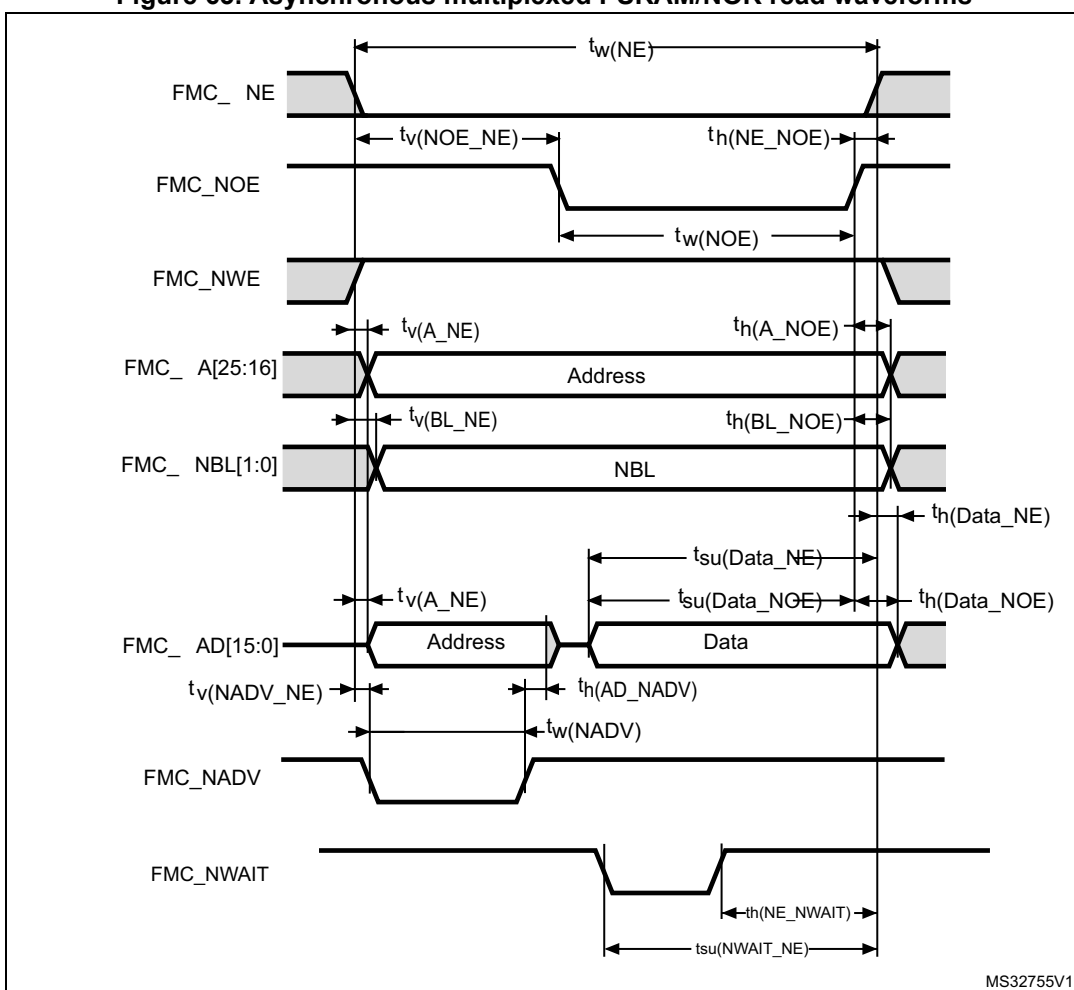 Figure 65. Asynchronous multiplexed PSRAM/NOR read waveforms
tw(NE)
FMC_ NE
tv(NOE_NE)
th(NE_NOE)
FMC_NOE
tw(NOE)
FMC_NWE
tv(A_NE)
th(A_NOE)
FMC_ A[25:16]
Address
tv(BL_NE)
th(BL_NOE)
FMC_ NBL[1:0]
NBL
th(Data_NE)
tsu(Data_NE)
tv(A_NE)
tsu(Data_NOE)
th(Data_NOE)
FMC_ AD[15:0]
Address
Data
tv(NADV_NE)
th(AD_NADV)
tw(NADV)
FMC_NADV
FMC_NWAIT
th(NE_NWAIT)
tsu(NWAIT_NE)
MS32755V1